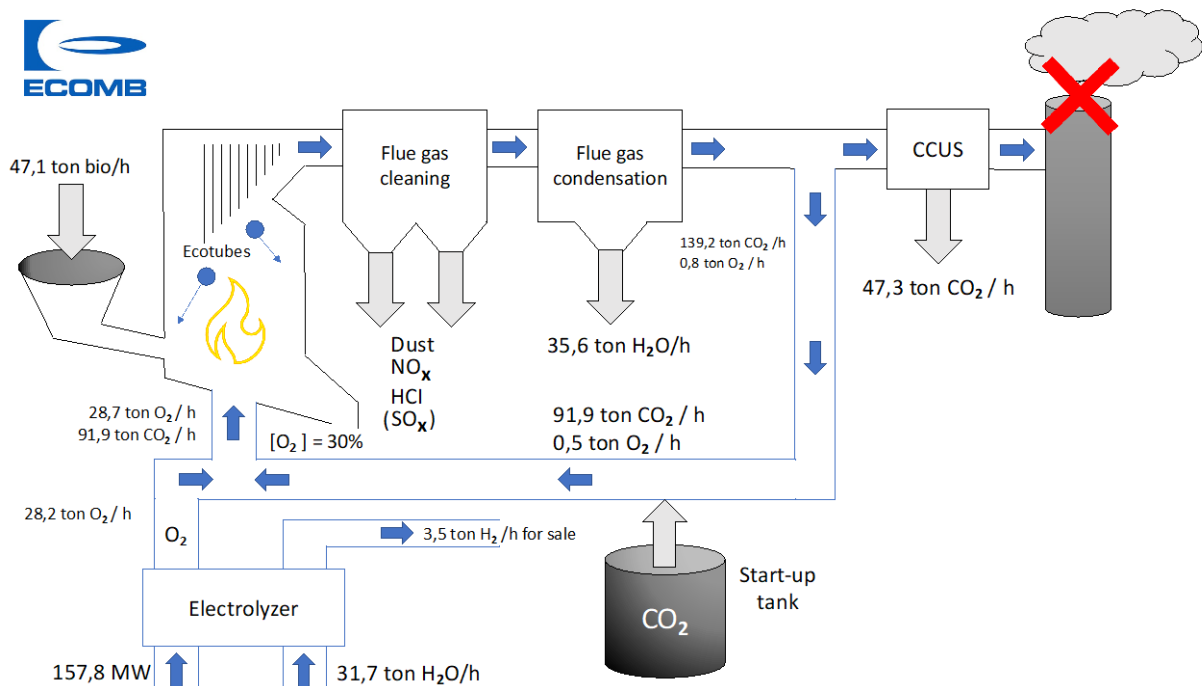 ECOMB
47,1 ton bio/h
Ecotubes
Flue gas
cleaning
Flue gas
condensation
CCUS
139,2 ton CO₂ /h
0,8 ton O₂ / h
47,3 ton CO₂ / h
Dust
NOₓ
HCl
(SOₓ)
35,6 ton H₂O/h
91,9 ton CO₂ / h
0,5 ton O₂ / h
28,7 ton O₂ / h
91,9 ton CO₂ / h
[O₂ ] = 30%
28,2 ton O₂ / h
O₂
3,5 ton H₂ /h for sale
Electrolyzer
157,8 MW
31,7 ton H₂O/h
CO₂
Start-up
tank